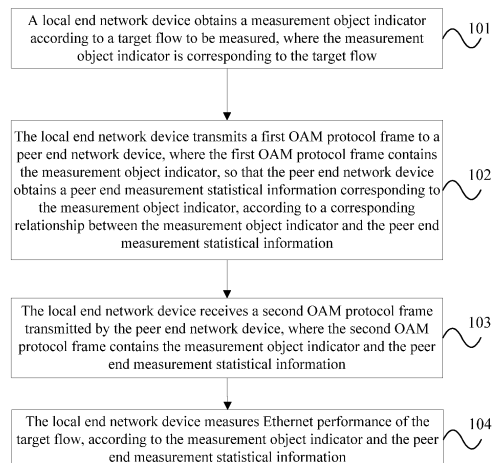 A local end network device obtains a measurement object indicator
according to a target flow to be measured, where the measurement
object indicator is corresponding to the target flow
101
The local end network device transmits a first OAM protocol frame to a
peer end network device, where the first OAM protocol frame contains
the measurement object indicator, so that the peer end network device
obtains a peer end measurement statistical information corresponding to
the measurement object indicator, according to a corresponding
relationship between the measurement object indicator and the peer end
measurement statistical information
102
The local end network device receives a second OAM protocol frame
transmitted by the peer end network device, where the second OAM
protocol frame contains the measurement object indicator and the peer
end measurement statistical information
103
The local end network device measures Ethernet performance of the
target flow, according to the measurement object indicator and the peer
end measurement statistical information
104